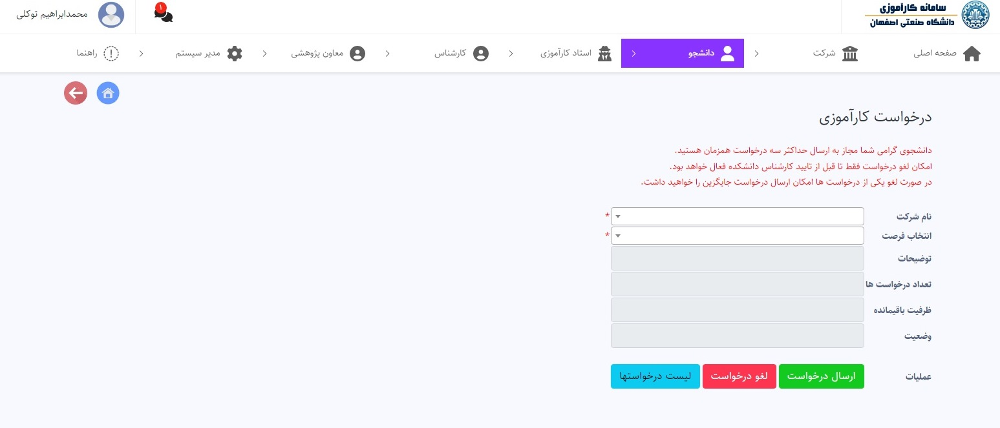 سامانه کارآموزی
دانشگاه صنعتی اصفهان
۱
محمدابراهیم توکلی
صفحه اصلی
شرکت
دانشجو
استاد کارآموزی
کارشناس
معاون پژوهشی
مدیر سیستم
راهنما
درخواست کارآموزی
دانشجوی گرامی شما مجاز به ارسال حداکثر سه درخواست همزمان هستید.
امکان لغو درخواست فقط تا قبل از تایید کارشناس دانشکده فعال خواهد بود.
در صورت لغو یکی از درخواست ها امکان ارسال درخواست جایگزین را خواهید داشت.
نام شرکت *
انتخاب فرصت *
توضیحات
تعداد درخواست ها
ظرفیت باقیمانده
وضعیت
عملیات ارسال درخواست لغو درخواست لیست درخواستها